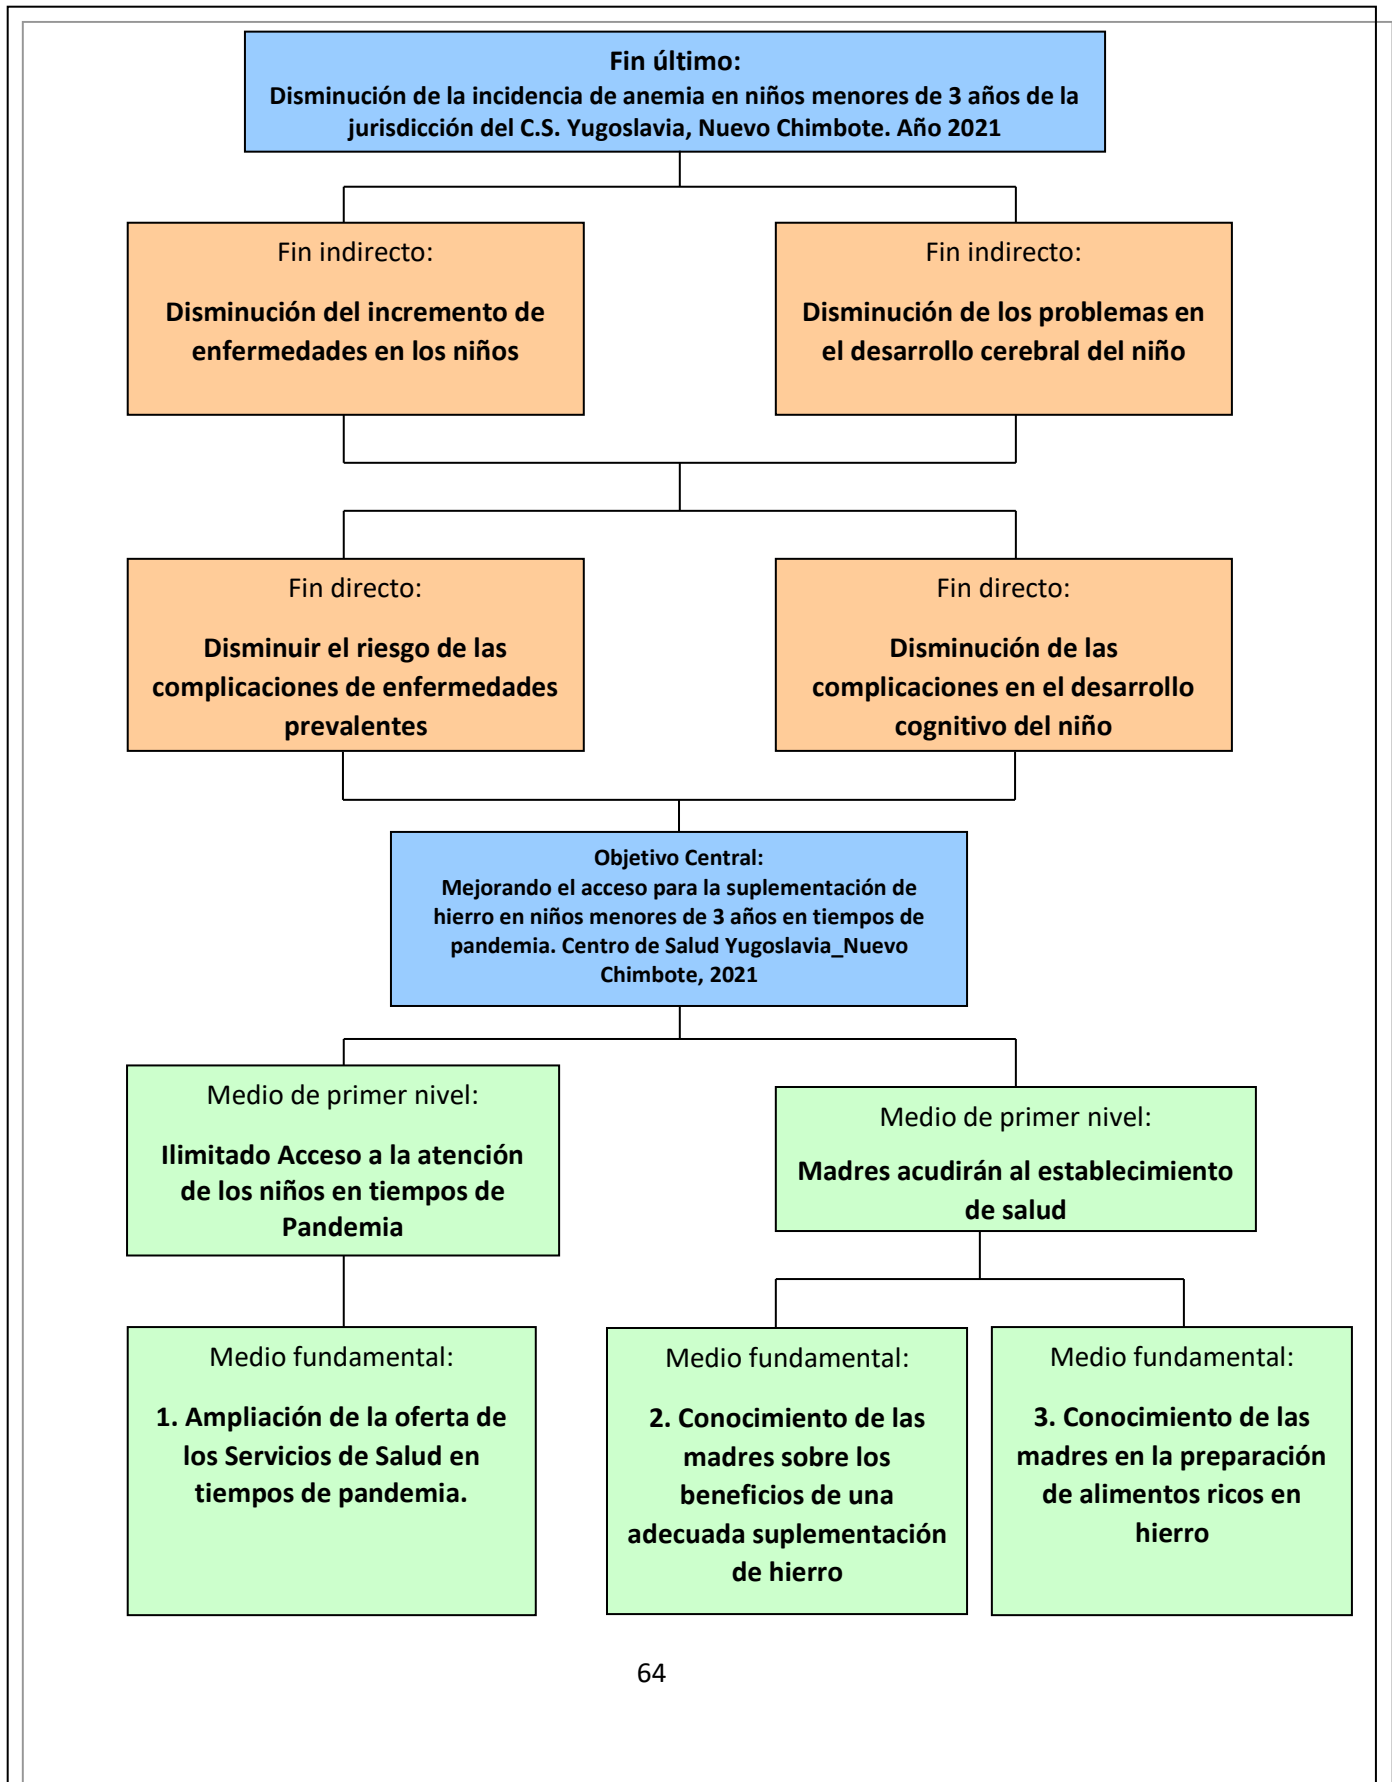 Fin último:
Disminución de la incidencia de anemia en niños menores de 3 años de la
jurisdicción del C.S. Yugoslavia, Nuevo Chimbote. Año 2021
Fin indirecto:
Disminución del incremento de
enfermedades en los niños
Fin indirecto:
Disminución de los problemas en
el desarrollo cerebral del niño
Fin directo:
Disminuir el riesgo de las
complicaciones de enfermedades
prevalentes
Fin directo:
Disminución de las
complicaciones en el desarrollo
cognitivo del niño
Objetivo Central:
Mejorando el acceso para la suplementación de
hierro en niños menores de 3 años en tiempos de
pandemia. Centro de Salud Yugoslavia_Nuevo
Chimbote, 2021
Medio de primer nivel:
Ilimitado Acceso a la atención
de los niños en tiempos de
Pandemia
Medio de primer nivel:
Madres acudirán al establecimiento
de salud
Medio fundamental:
1. Ampliación de la oferta de
los Servicios de Salud en
tiempos de pandemia.
Medio fundamental:
2. Conocimiento de las
madres sobre los
beneficios de una
adecuada suplementación
de hierro
Medio fundamental:
3. Conocimiento de las
madres en la preparación
de alimentos ricos en
hierro
64